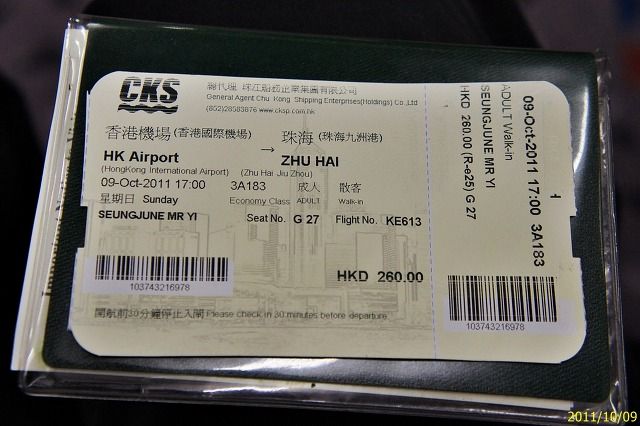 CKS
總代理 珠江船務企業集團有限公司
General Agent Chu Kong Shipping Enterprises(Holdings) Co.,Ltd
(852)28583876 www.cksp.com.hk
香港機場 (香港國際機場) → 珠海 (珠海九洲港)
HK Airport ZHU HAI
(HongKong International Airport) (Zhu Hai Jiu Zhou)
09-Oct-2011 17:00 3A183 成人 散客
星期日 Sunday Economy Class ADULT Walk-in
SEUNGJUNE MR YI Seat No. G 27 Flight No. KE613
HKD 260.00
103743216978
開航前30分鐘停止入閘 Please check in 30 minutes before departure
09-Oct-2011 17:00 3A183
ADULT Walk-in
SEUNGJUNE MR YI
HKD 260.00 (R-e25) G 27
103743216978
2011/10/09